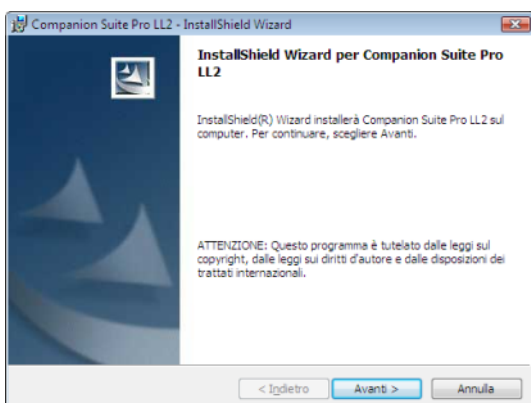 Companion Suite Pro LL2 - InstallShield Wizard
InstallShield Wizard per Companion Suite Pro
LL2
InstallShield(R) Wizard installerà Companion Suite Pro LL2 sul
computer. Per continuare, scegliere Avanti.
ATTENZIONE: Questo programma è tutelato dalle leggi sul
copyright, dalle leggi sui diritti d'autore e dalle disposizioni dei
trattati internazionali.
< Indietro
Avanti >
Annulla